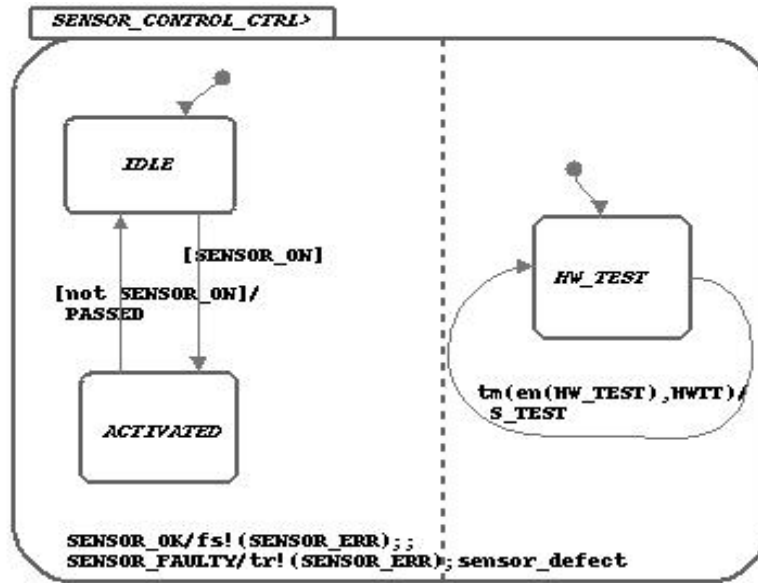 SENSOR_CONTROL_CTRL>
IDLE
[SENSOR_ON]
[not SENSOR_ON]/
PASSED
ACTIVATED
HW_TEST
tm(en(HW_TEST),HWTT)/
S_TEST
SENSOR_OK/fs!(SENSOR_ERR);;
SENSOR_FAULTY/tr!(SENSOR_ERR);sensor_defect